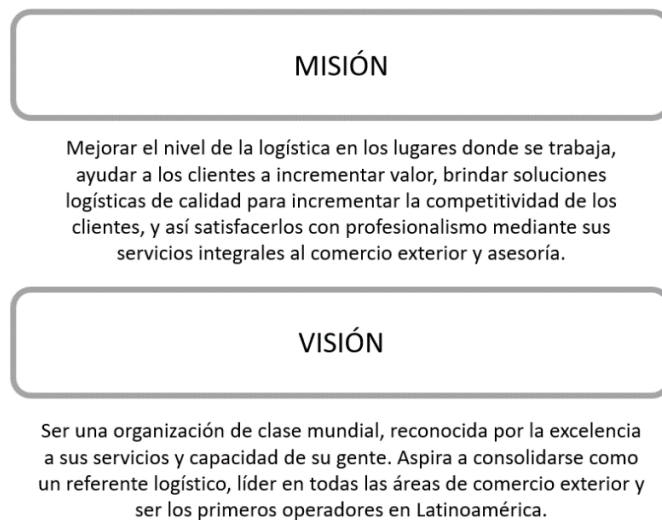 MISIÓN
Mejorar el nivel de la logística en los lugares donde se trabaja,
ayudar a los clientes a incrementar valor, brindar soluciones
logísticas de calidad para incrementar la competitividad de los
clientes, y así satisfacerlos con profesionalismo mediante sus
servicios integrales al comercio exterior y asesoría.
VISIÓN
Ser una organización de clase mundial, reconocida por la excelencia
a sus servicios y capacidad de su gente. Aspira a consolidarse como
un referente logístico, líder en todas las áreas de comercio exterior y
ser los primeros operadores en Latinoamérica.